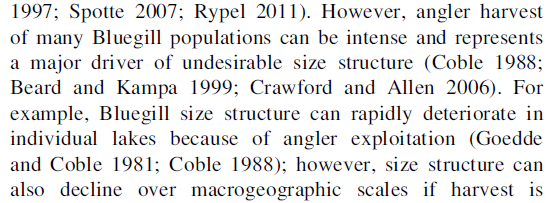 1997; Spotte 2007; Rypel 2011). However, angler harvest
of many Bluegill populations can be intense and represents
a major driver of undesirable size structure (Coble 1988;
Beard and Kampa 1999; Crawford and Allen 2006). For
example, Bluegill size structure can rapidly deteriorate in
individual lakes because of angler exploitation (Goedde
and Coble 1981; Coble 1988); however, size structure can
also decline over macrogeographic scales if harvest is